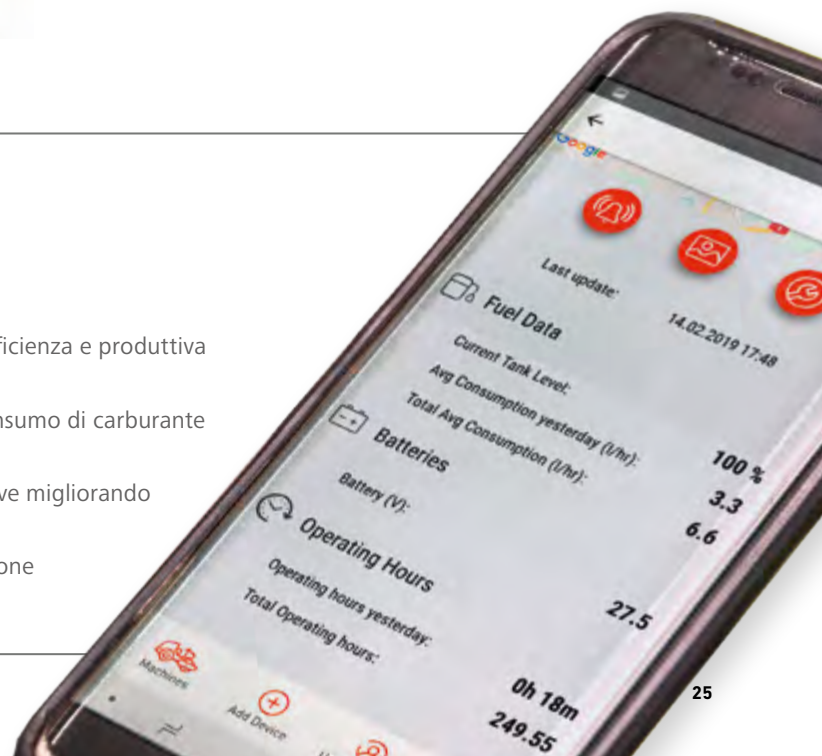 ficienza e produttiva
nsumo di carburante
ve migliorando
one
Google
Last update: 14.02.2019 17:48
Fuel Data
Current Tank Level: 100 %
Avg Consumption yesterday (l/hr): 3.3
Total Avg Consumption (l/hr): 6.6
Batteries
Battery (V): 27.5
Operating Hours
Operating hours yesterday: 0h 18m
Total Operating hours: 249.55
Machines
Add Device
25